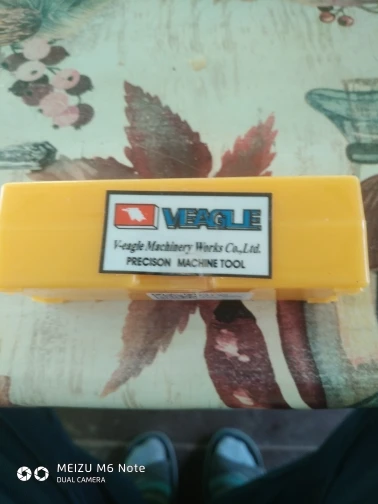 VEAGLE
V-eagle Machinery Works Co.,Ltd.
PRECISON MACHINE TOOL
MEIZU M6 Note
DUAL CAMERA